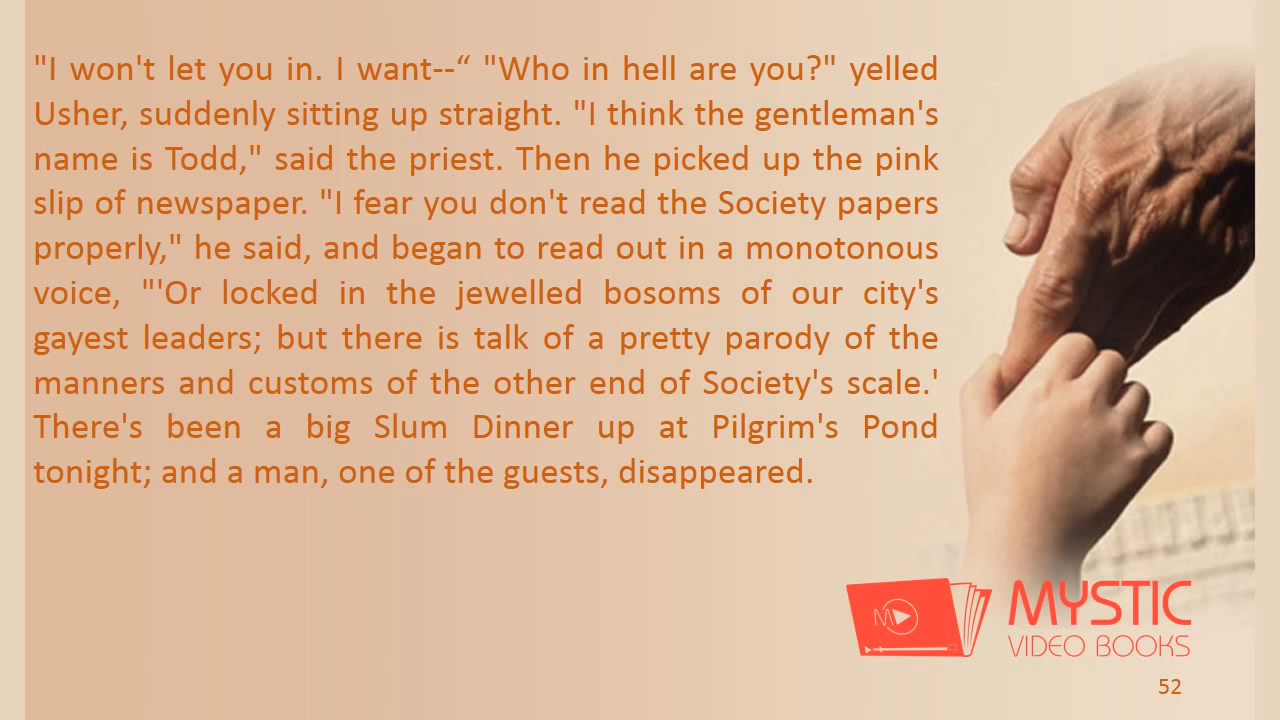 "I won't let you in. I want--“ "Who in hell are you?" yelled
Usher, suddenly sitting up straight. "I think the gentleman's
name is Todd," said the priest. Then he picked up the pink
slip of newspaper. "I fear you don't read the Society papers
properly," he said, and began to read out in a monotonous
voice, "'Or locked in the jewelled bosoms of our city's
gayest leaders; but there is talk of a pretty parody of the
manners and customs of the other end of Society's scale.'
There's been a big Slum Dinner up at Pilgrim's Pond
tonight; and a man, one of the guests, disappeared.
M
MYSTIC
VIDEO BOOKS
52